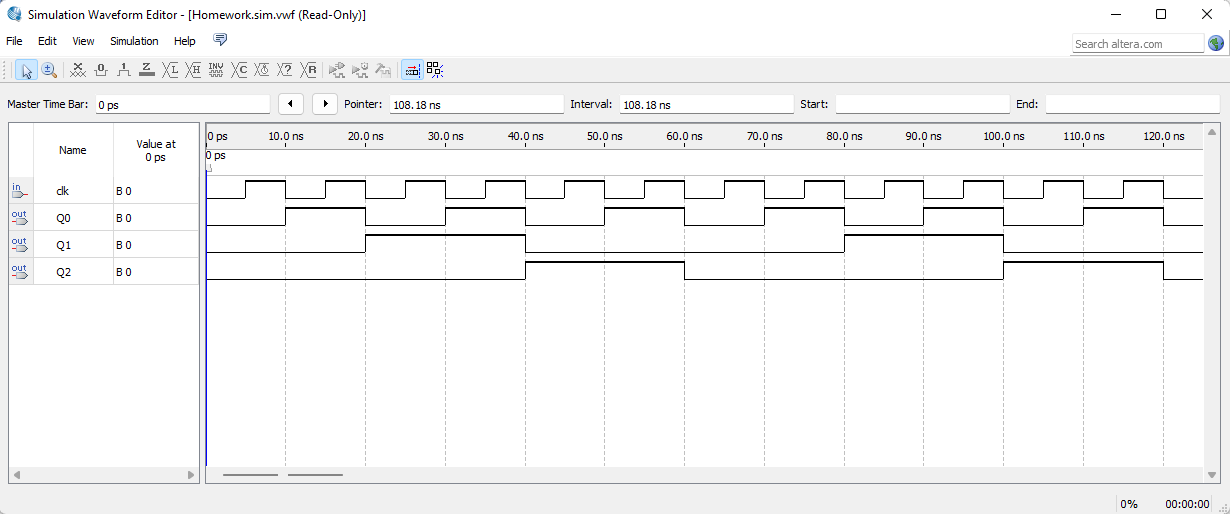 Simulation Waveform Editor - [Homework.sim.vwf (Read-Only)]
File Edit View Simulation Help
Search altera.com
Master Time Bar: 0 ps Pointer: 108.18 ns Interval: 108.18 ns Start: End:
Name Value at 0 ps
0 ps 10.0 ns 20.0 ns 30.0 ns 40.0 ns 50.0 ns 60.0 ns 70.0 ns 80.0 ns 90.0 ns 100.0 ns 110.0 ns 120.0 ns
0 ps
in clk B 0
out Q0 B 0
out Q1 B 0
out Q2 B 0
0% 00:00:00